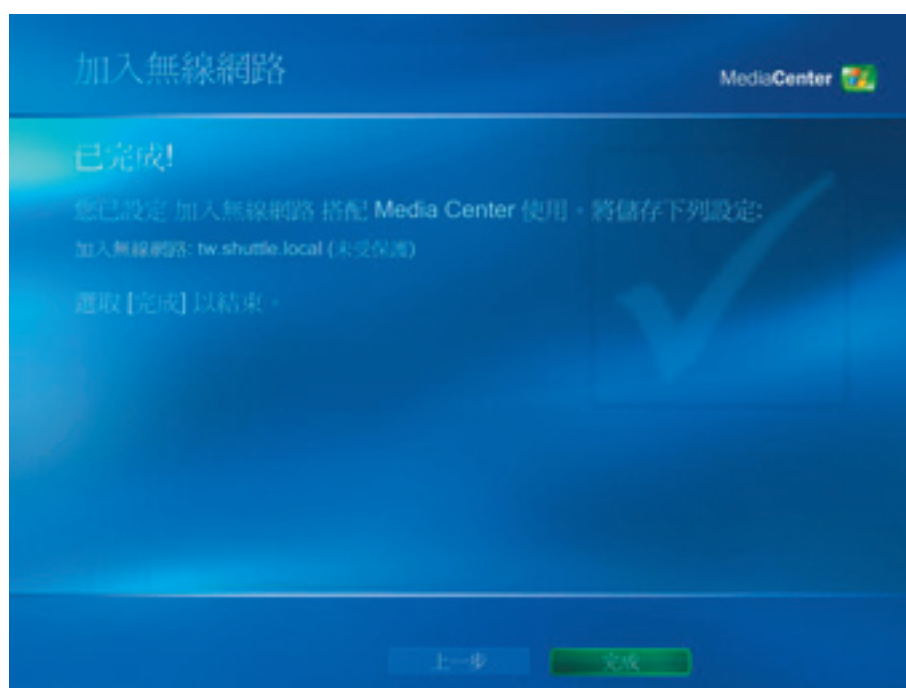 加入無線網路
MediaCenter
已完成!
您已設定 加入無線網路 搭配 Media Center 使用。將儲存下列設定:
加入無線網路: tw.shuttle.local (未受保護)
選取 [完成] 以結束。
上一步
完成